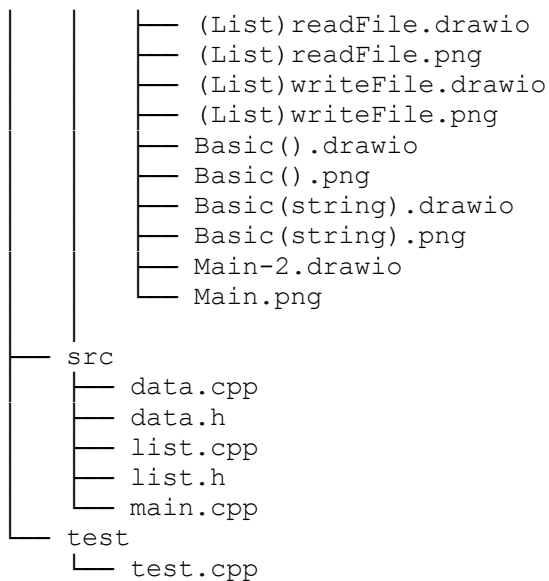 │   │   ├── (List)readFile.drawio
│   │   ├── (List)readFile.png
│   │   ├── (List)writeFile.drawio
│   │   ├── (List)writeFile.png
│   │   ├── Basic().drawio
│   │   ├── Basic().png
│   │   ├── Basic(string).drawio
│   │   ├── Basic(string).png
│   │   ├── Main-2.drawio
│   │   └── Main.png
│   │
├── src
│   ├── data.cpp
│   ├── data.h
│   ├── list.cpp
│   ├── list.h
│   └── main.cpp
└── test
    └── test.cpp